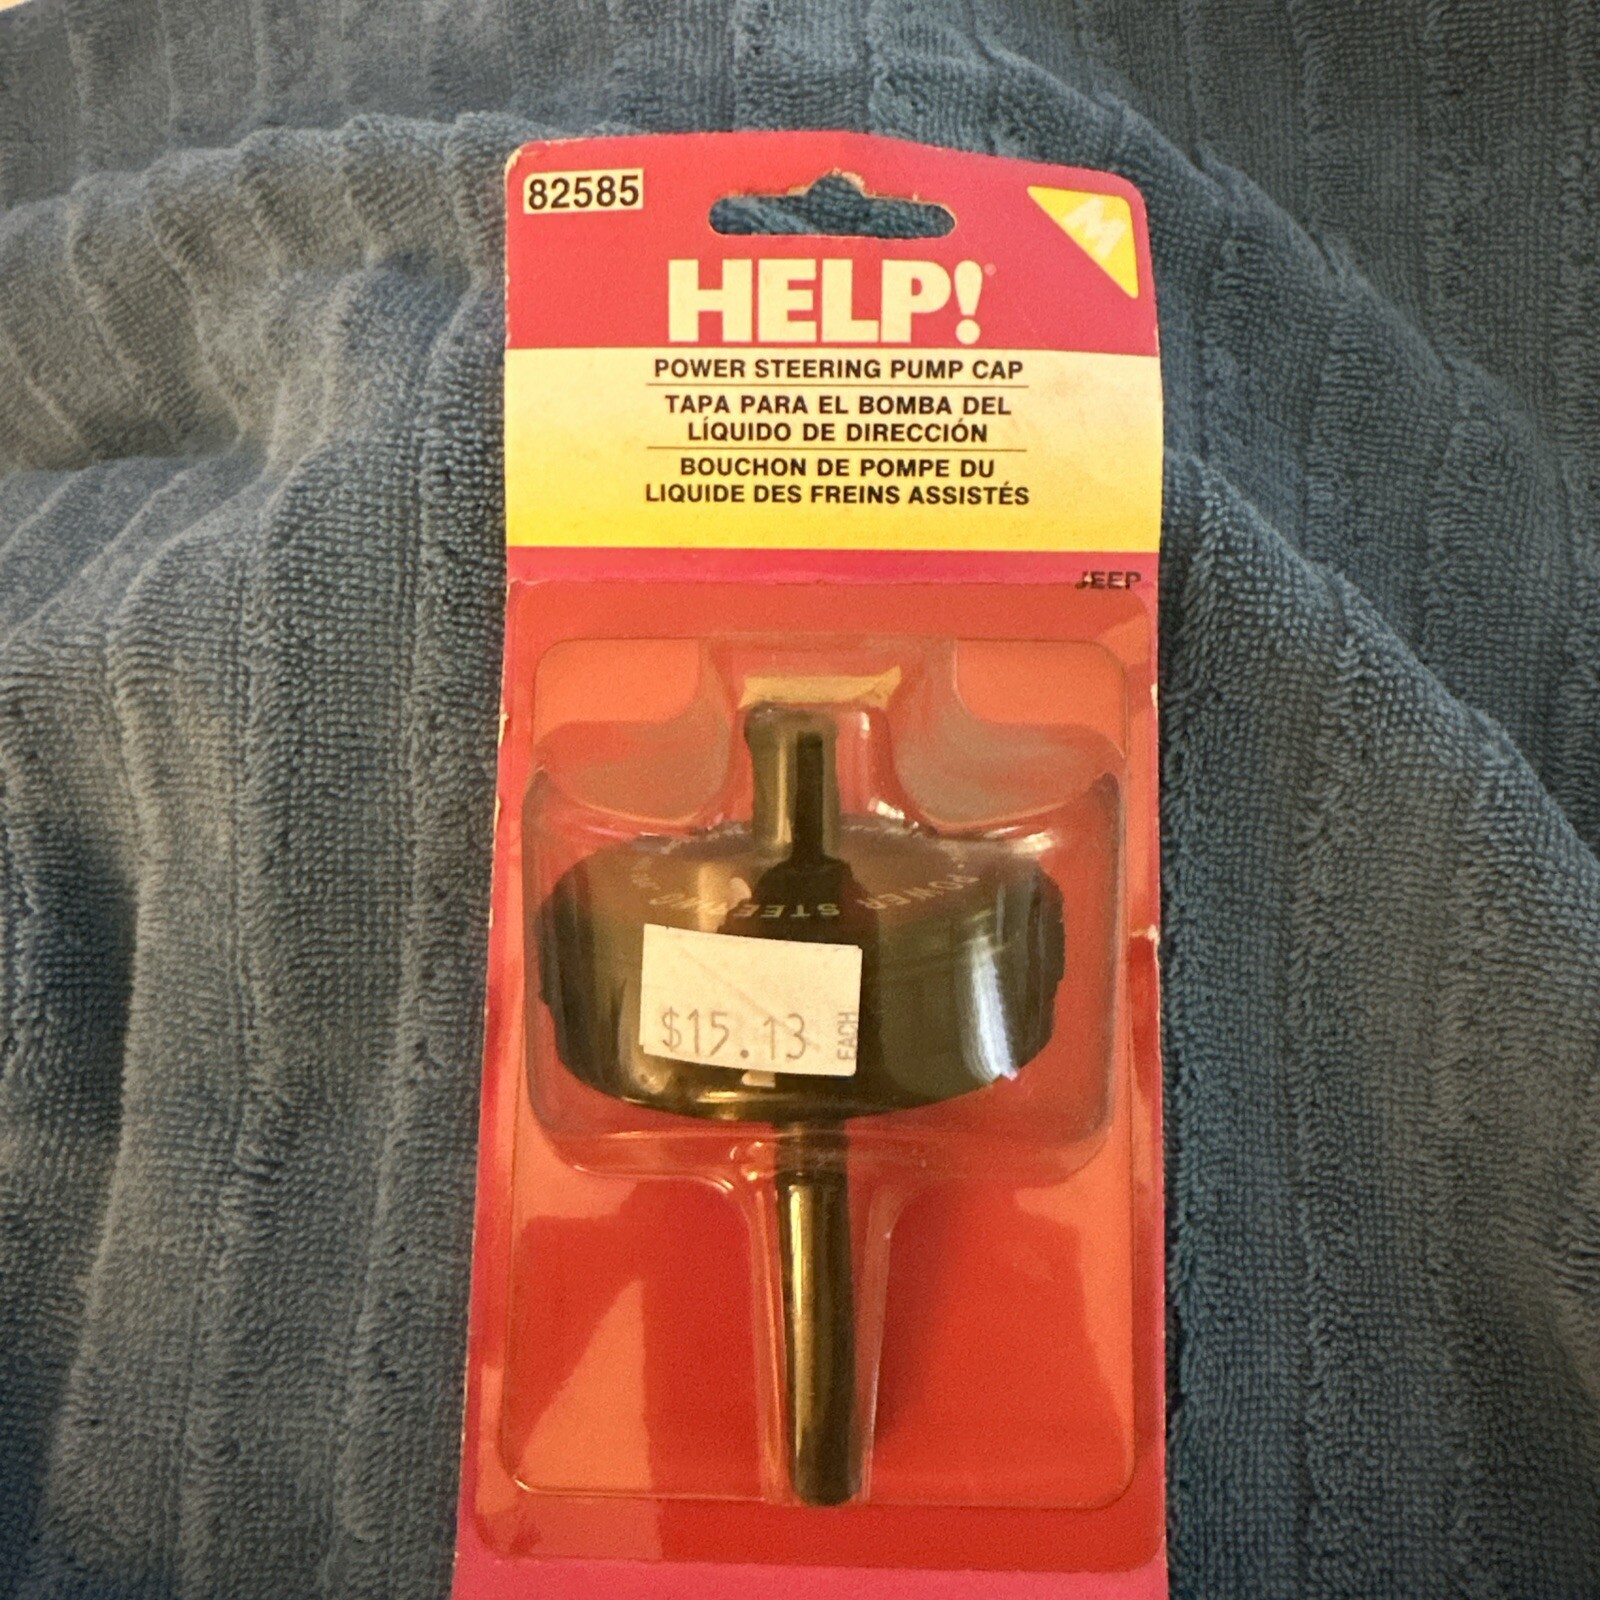 82585
M
HELP!®
POWER STEERING PUMP CAP
TAPA PARA EL BOMBA DEL
LÍQUIDO DE DIRECCIÓN
BOUCHON DE POMPE DU
LIQUIDE DES FREINS ASSISTÉS
JEEP
POWER STEERING
$15.13 EACH